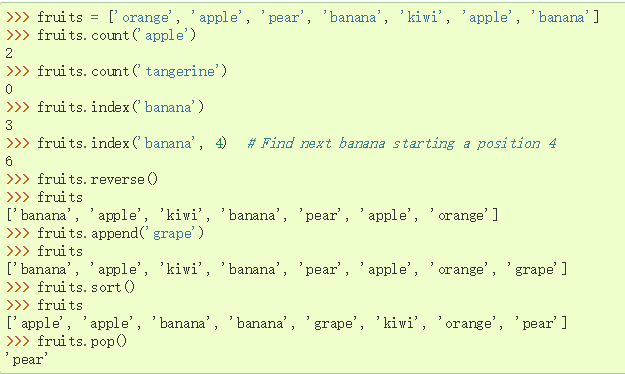 >>> fruits = ['orange', 'apple', 'pear', 'banana', 'kiwi', 'apple', 'banana']
>>> fruits.count('apple')
2
>>> fruits.count('tangerine')
0
>>> fruits.index('banana')
3
>>> fruits.index('banana', 4)  # Find next banana starting a position 4
6
>>> fruits.reverse()
>>> fruits
['banana', 'apple', 'kiwi', 'banana', 'pear', 'apple', 'orange']
>>> fruits.append('grape')
>>> fruits
['banana', 'apple', 'kiwi', 'banana', 'pear', 'apple', 'orange', 'grape']
>>> fruits.sort()
>>> fruits
['apple', 'apple', 'banana', 'banana', 'grape', 'kiwi', 'orange', 'pear']
>>> fruits.pop()
'pear'